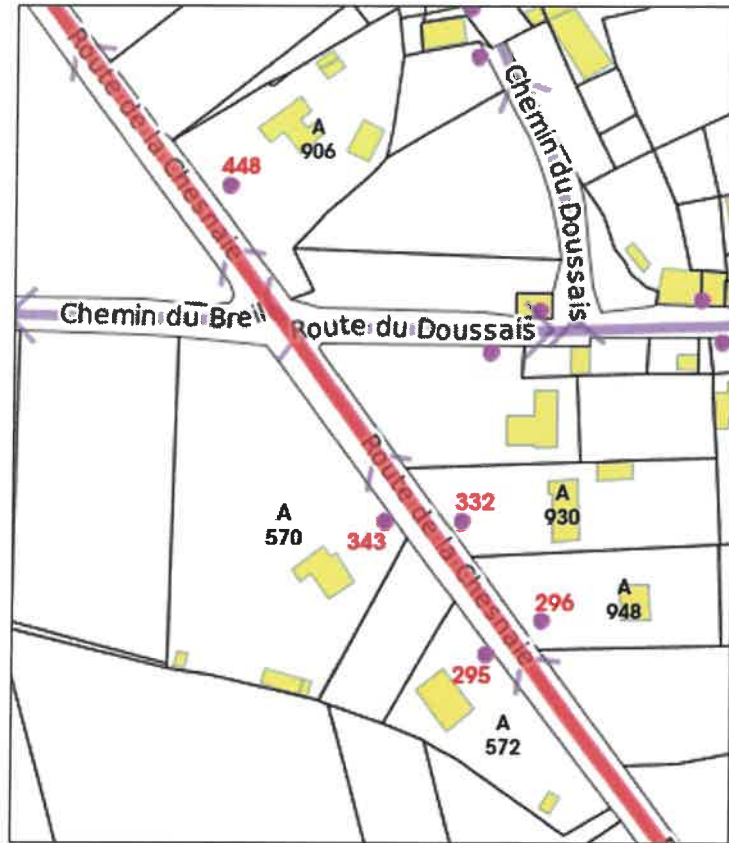 Route de la Chesnaie
Chemin du Doussais
A
906
448
Chemin du Breil
Route du Doussais
Route de la Chesnaie
A
570
343
332
A
930
296
A
948
295
A
572